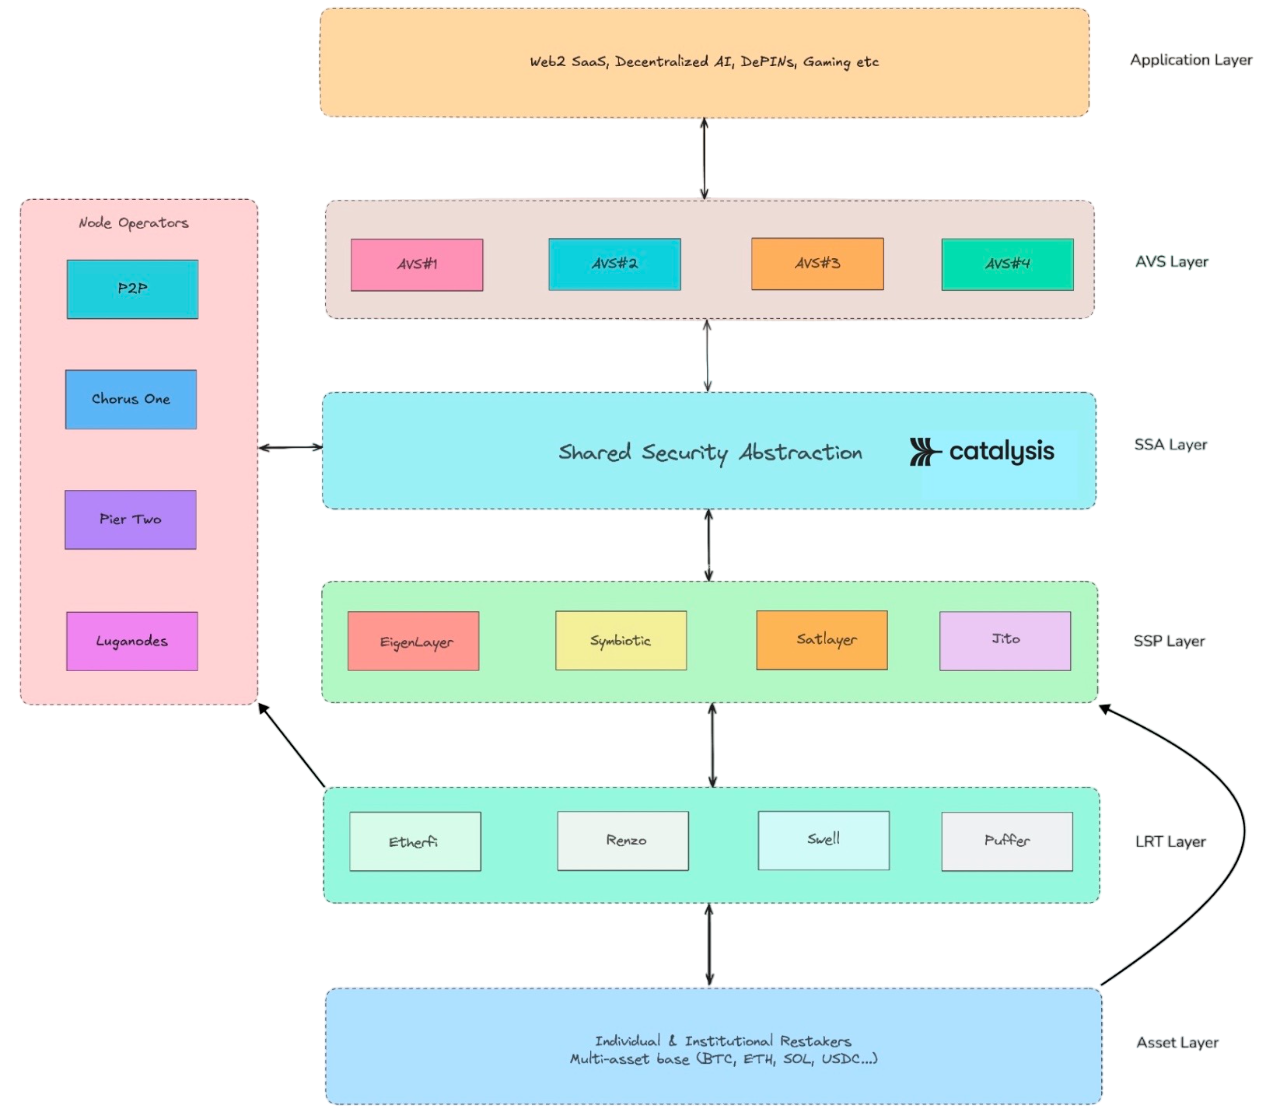 Web2 SaaS, Decentralized AI, DePINs, Gaming etc
Application Layer
Node Operators
P2P
Chorus One
Pier Two
Luganodes
AVS#1
AVS#2
AVS#3
AVS#4
AVS Layer
Shared Security Abstraction
catalysis
SSA Layer
EigenLayer
Symbiotic
Satlayer
Jito
SSP Layer
Etherfi
Renzo
Swell
Puffer
LRT Layer
Individual & Institutional Restakers
Multi-asset base (BTC, ETH, SOL, USDC...)
Asset Layer